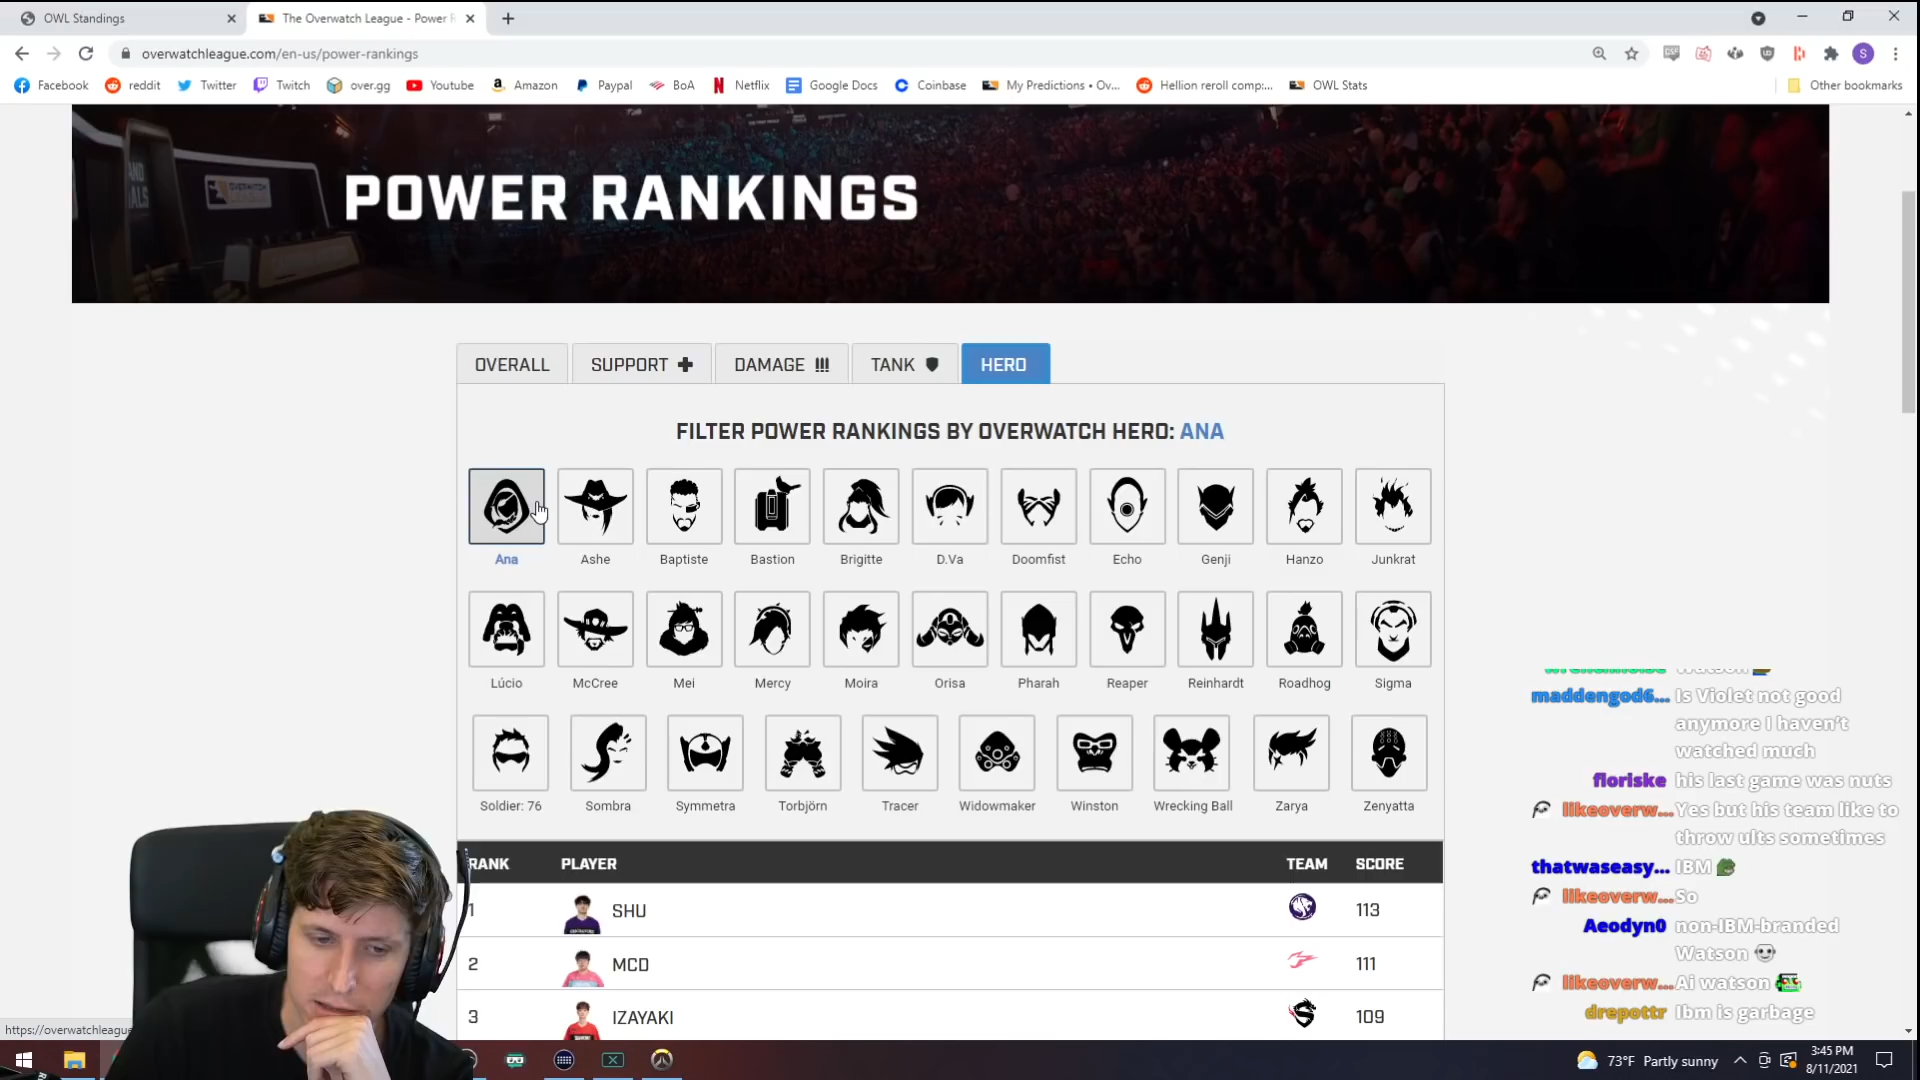 OWL Standings
The Overwatch League - Power R
overwatchleague.com/en-us/power-rankings
Facebook reddit Twitter Twitch over.gg Youtube Amazon Paypal BoA Netflix Google Docs Coinbase My Predictions • Ov... Hellion reroll comp:... OWL Stats Other bookmarks
POWER RANKINGS
OVERALL SUPPORT DAMAGE TANK HERO
FILTER POWER RANKINGS BY OVERWATCH HERO: ANA
Ana Ashe Baptiste Bastion Brigitte D.Va Doomfist Echo Genji Hanzo Junkrat
Lúcio McCree Mei Mercy Moira Orisa Pharah Reaper Reinhardt Roadhog Sigma
Soldier: 76 Sombra Symmetra Torbjörn Tracer Widowmaker Winston Wrecking Ball Zarya Zenyatta
RANK PLAYER TEAM SCORE
1 SHU 113
2 MCD 111
3 IZAYAKI 109
maddengod6... Is Violet not good
anymore I haven't
watched much
floriske his last game was nuts
likeoverw... Yes but his team like to
throw ults sometimes
thatwaseasy... IBM
likeoverw... So
Aeodyn0 non-IBM-branded
Watson
likeoverw... Ai watson
drepottr Ibm is garbage
https://overwatchleague
73°F Partly sunny
3:45 PM
8/11/2021